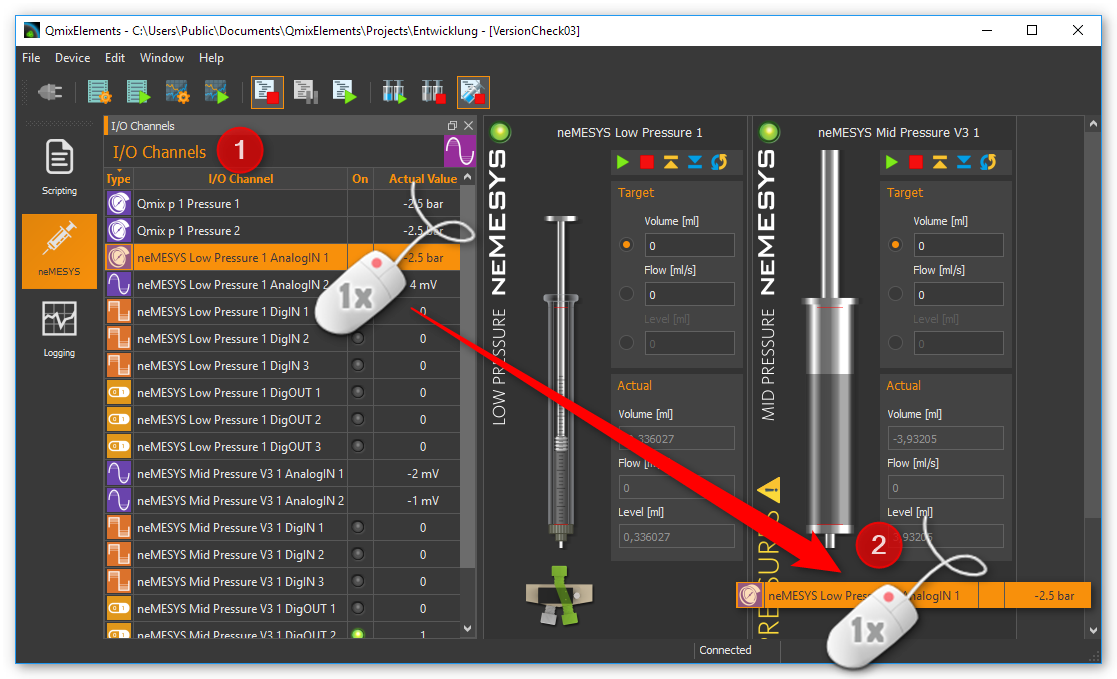 QmixElements - C:\Users\Public\Documents\QmixElements\Projects\Entwicklung - [VersionCheck03]
File Device Edit Window Help
Scripting
neMESYS
Logging
I/O Channels
I/O Channels 1
Type I/O Channel On Actual Value
Qmix p 1 Pressure 1 -2.5 bar
Qmix p 1 Pressure 2 -2.5 bar
neMESYS Low Pressure 1 AnalogIN 1 -2.5 bar
neMESYS Low Pressure 1 AnalogIN 2 4 mV
neMESYS Low Pressure 1 DigIN 1 0
neMESYS Low Pressure 1 DigIN 2 0
neMESYS Low Pressure 1 DigIN 3 0
neMESYS Low Pressure 1 DigOUT 1 0
neMESYS Low Pressure 1 DigOUT 2 0
neMESYS Low Pressure 1 DigOUT 3 0
neMESYS Mid Pressure V3 1 AnalogIN 1 -2 mV
neMESYS Mid Pressure V3 1 AnalogIN 2 -1 mV
neMESYS Mid Pressure V3 1 DigIN 1 0
neMESYS Mid Pressure V3 1 DigIN 2 0
neMESYS Mid Pressure V3 1 DigIN 3 0
neMESYS Mid Pressure V3 1 DigOUT 1 0
neMESYS Mid Pressure V3 1 DigOUT 2 1
1x
LOW PRESSURE NEMESYS
neMESYS Low Pressure 1
Target
Volume [ml]
0
Flow [ml/s]
0
Level [ml]
0
Actual
Volume [ml]
0,336027
Flow [ml/s]
0
Level [ml]
0,336027
MID PRESSURE NEMESYS
neMESYS Mid Pressure V3 1
Target
Volume [ml]
0
Flow [ml/s]
0
Level [ml]
0
Actual
Volume [ml]
-3,93205
Flow [ml/s]
0
Level [ml]
3,93205
2
neMESYS Low Pressure 1 AnalogIN 1 -2.5 bar
1x
Connected